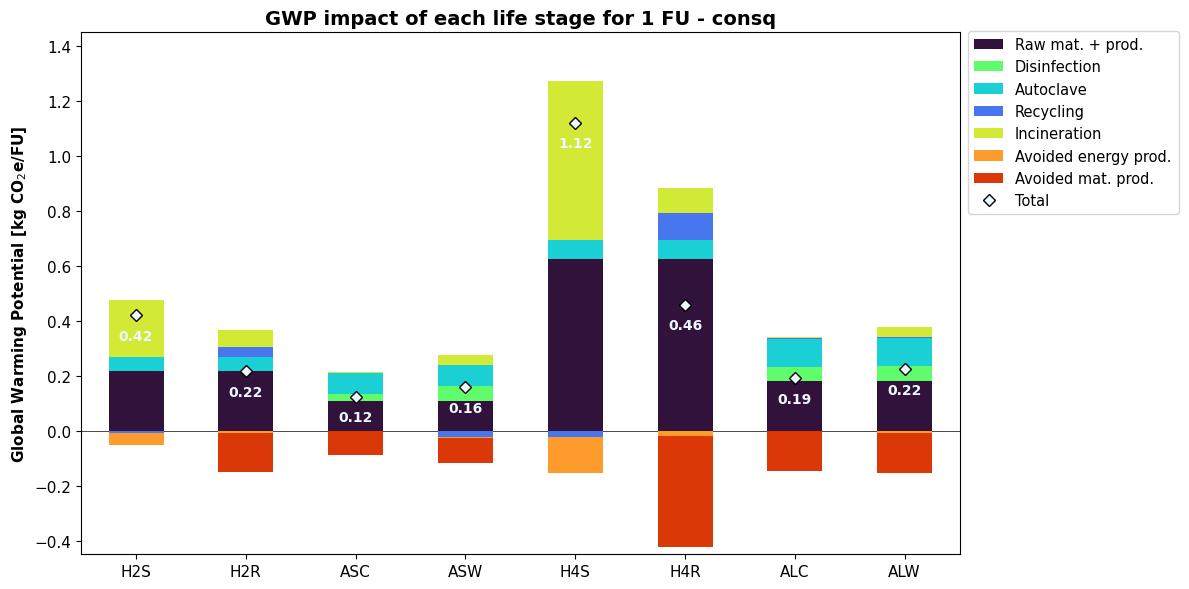 GWP impact of each life stage for 1 FU - consq
Global Warming Potential [kg CO₂e/FU]
1.4
1.2
1.0
0.8
0.6
0.4
0.2
0.0
−0.2
−0.4
0.42
0.22
0.12
0.16
1.12
0.46
0.19
0.22
H2S
H2R
ASC
ASW
H4S
H4R
ALC
ALW
Raw mat. + prod.
Disinfection
Autoclave
Recycling
Incineration
Avoided energy prod.
Avoided mat. prod.
Total